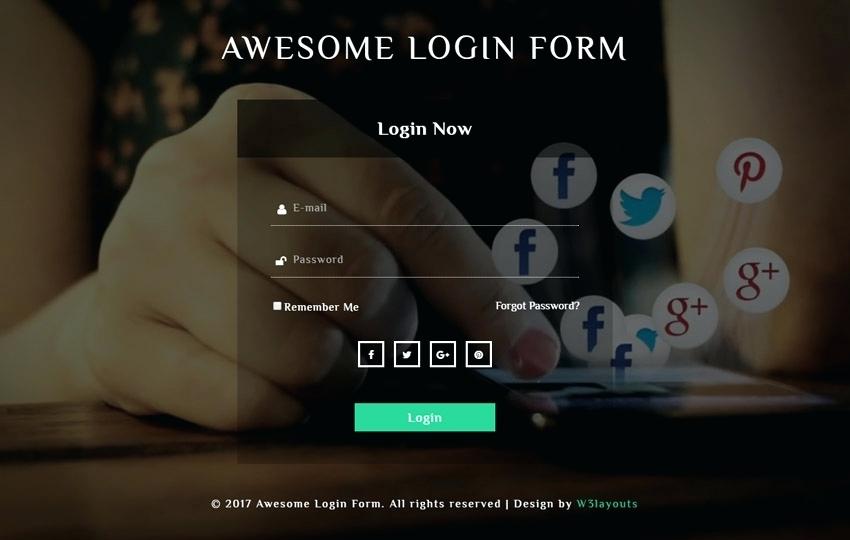 AWESOME LOGIN FORM
Login Now
E-mail
Password
Remember Me Forgot Password?
Login
© 2017 Awesome Login Form. All rights reserved | Design by W3layouts